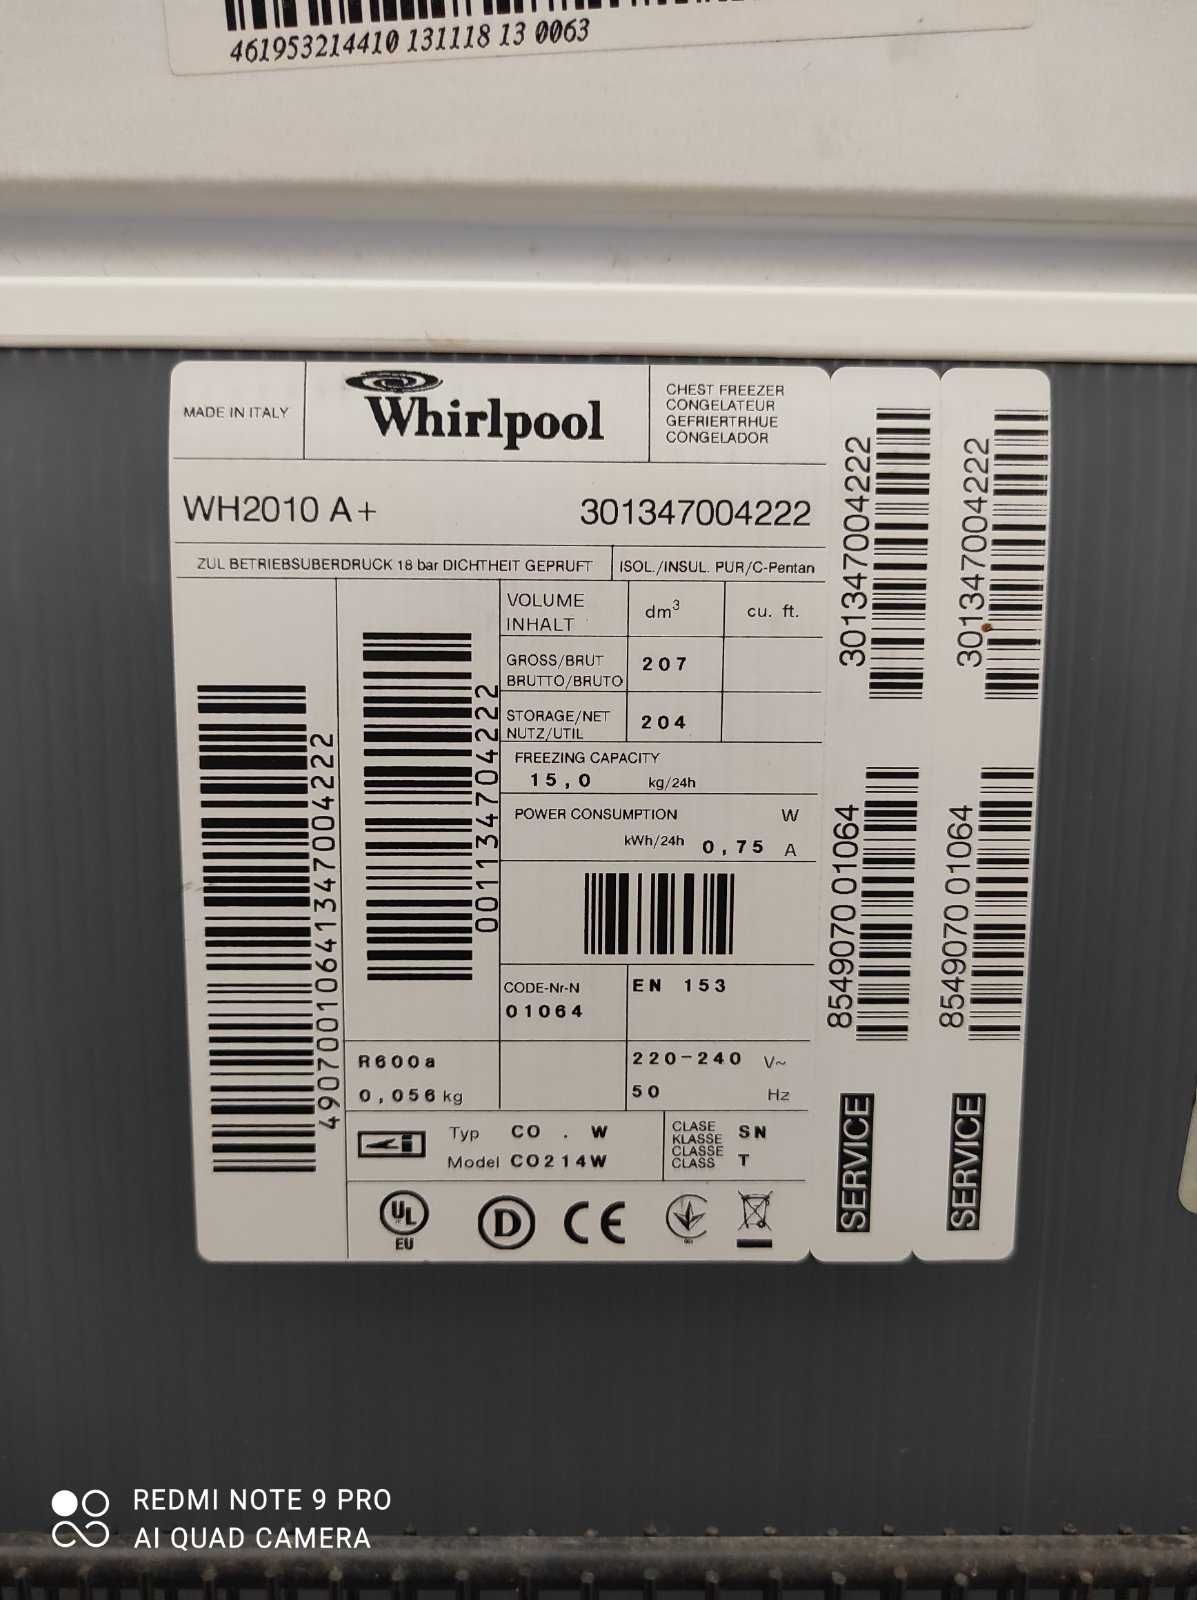 461953214410 131118 13 0063
MADE IN ITALY
Whirlpool
CHEST FREEZER
CONGELATEUR
GEFRIERTRHUE
CONGELADOR
WH2010 A+
301347004222
ZUL BETRIEBSUBERDRUCK 18 bar DICHTHEIT GEPRUFT
ISOL./INSUL. PUR/C-Pentan
VOLUME
INHALT
dm³
cu. ft.
GROSS/BRUT
BRUTTO/BRUTO
207
STORAGE/NET
NUTZ/UTIL
204
FREEZING CAPACITY
15,0 kg/24h
POWER CONSUMPTION W
kWh/24h 0,75 A
CODE-Nr-N
01064
EN 153
R600a
0,056 kg
220-240 V~
50 Hz
Typ CO . W
Model CO214W
CLASE
KLASSE
CLASSE
CLASS
SN
T
UL
EU
D
CE
49070010641347004222
001134704222
301347004222
8549070 01064
SERVICE
301347004222
8549070 01064
SERVICE
REDMI NOTE 9 PRO
AI QUAD CAMERA